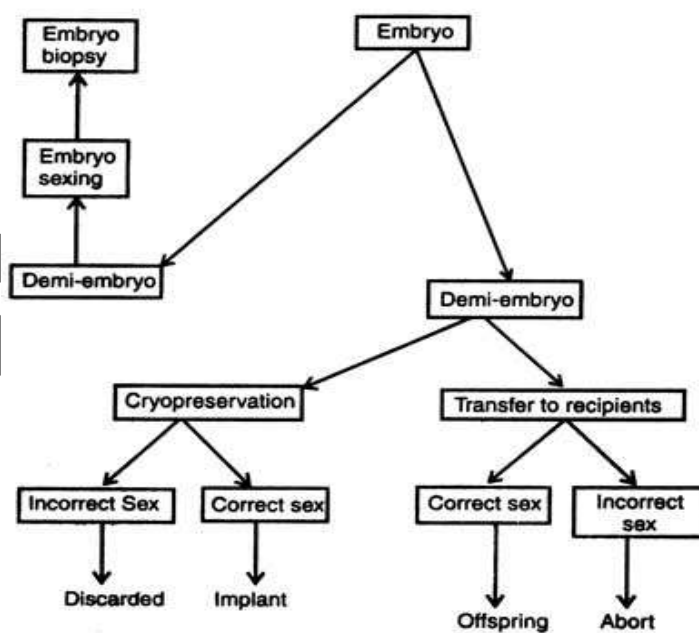 Embryo
biopsy
Embryo
Embryo
sexing
Demi-embryo
Demi-embryo
Cryopreservation
Transfer to recipients
Incorrect Sex
Correct sex
Correct sex
Incorrect
sex
Discarded
Implant
Offspring
Abort